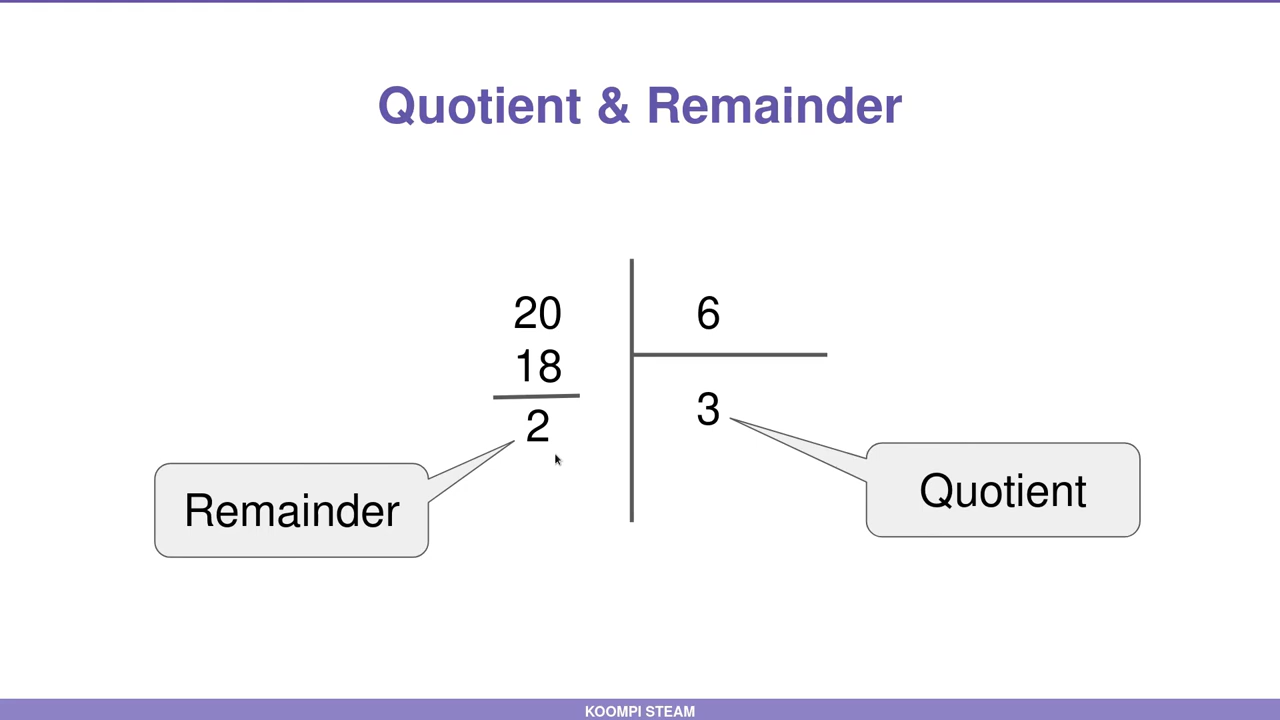 Quotient & Remainder
20 6
18
2 3
Remainder
Quotient
KOOMPI STEAM